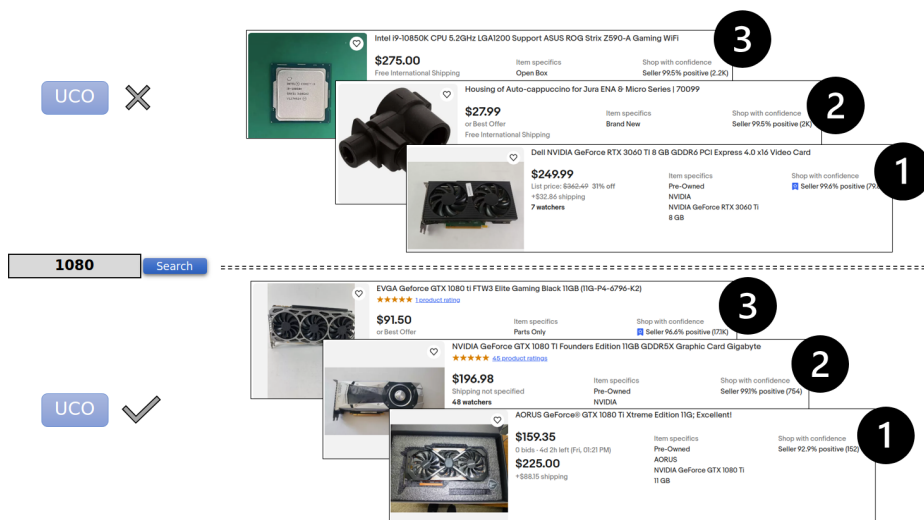 Intel i9-10850K CPU 5.2GHz LGA1200 Support ASUS ROG Strix Z590-A Gaming WiFi
3
$275.00
Item specifics
Shop with confidence
Free International Shipping
Open Box
Seller 99.5% positive (2.2K)
UCO
Housing of Auto-cappuccino for Jura ENA & Micro Series | 70099
2
$27.99
Item specifics
Shop with confidence
or Best Offer
Brand New
Seller 99.5% positive (2K)
Free International Shipping
Dell NVIDIA GeForce RTX 3060 TI 8 GB GDDR6 PCI Express 4.0 x16 Video Card
1
$249.99
Item specifics
Shop with confidence
List price: $362.49 31% off
Pre-Owned
Seller 99.6% positive
+$32.86 shipping
NVIDIA
7 watchers
NVIDIA GeForce RTX 3060 Ti
8 GB
1080
Search
EVGA Geforce GTX 1080 ti FTW3 Elite Gaming Black 11GB (11G-P4-6796-K2)
3
1 product rating
$91.50
Item specifics
Shop with confidence
or Best Offer
Parts Only
Seller 96.6% positive (17.1K)
NVIDIA GeForce GTX 1080 TI Founders Edition 11GB GDDR5X Graphic Card Gigabyte
2
45 product ratings
$196.98
Item specifics
Shop with confidence
Shipping not specified
Pre-Owned
Seller 99.1% positive (754)
48 watchers
NVIDIA
UCO
AORUS GeForce® GTX 1080 Ti Xtreme Edition 11G; Excellent!
1
$159.35
Item specifics
Shop with confidence
0 bids · 4d 2h left (Fri, 01:21 PM)
Pre-Owned
Seller 92.9% positive (152)
$225.00
AORUS
+$88.15 shipping
NVIDIA GeForce GTX 1080 Ti
11 GB